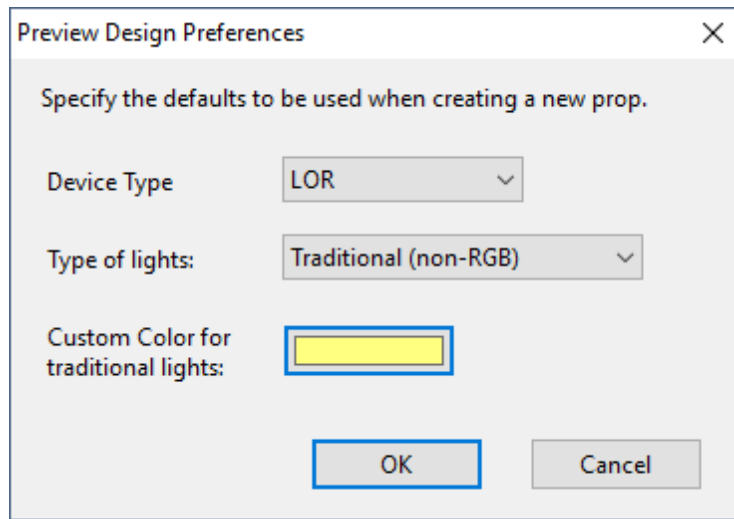 Preview Design Preferences
Specify the defaults to be used when creating a new prop.
Device Type
LOR
Type of lights:
Traditional (non-RGB)
Custom Color for
traditional lights:
OK
Cancel